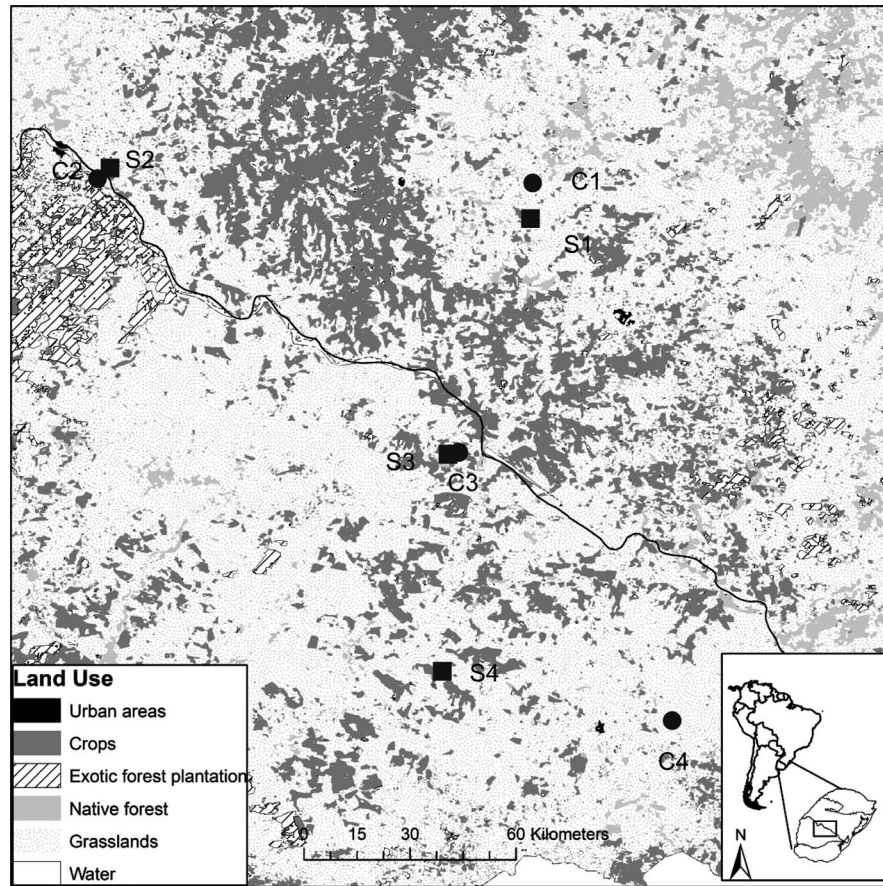 S2
C2
C1
S1
S3
C3
S4
C4
Land Use
Urban areas
Crops
Exotic forest plantation
Native forest
Grasslands
Water
0 15 30 60 Kilometers
N